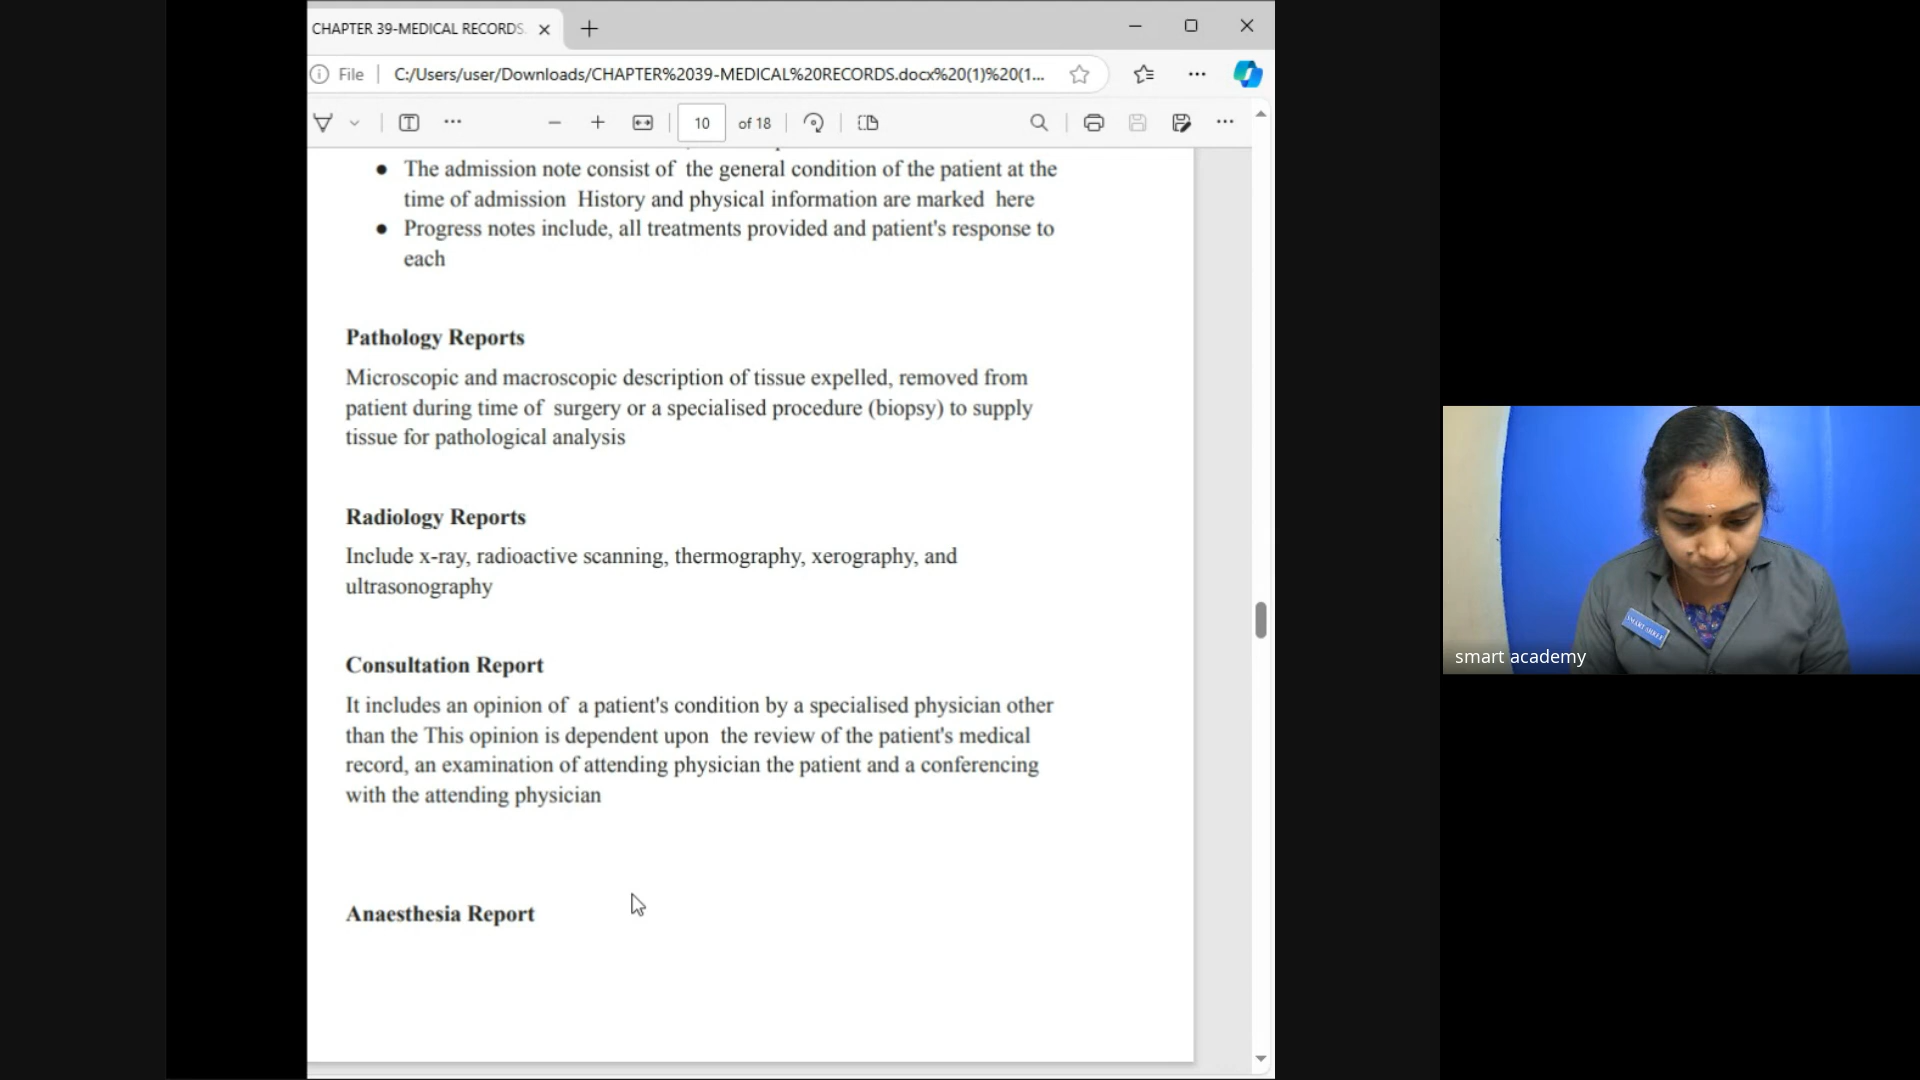 CHAPTER 39-MEDICAL RECORDS.
File
C:/Users/user/Downloads/CHAPTER%2039-MEDICAL%20RECORDS.docx%20(1)%20(1...
10 of 18
● The admission note consist of the general condition of the patient at the
time of admission History and physical information are marked here
● Progress notes include, all treatments provided and patient's response to
each
Pathology Reports
Microscopic and macroscopic description of tissue expelled, removed from
patient during time of surgery or a specialised procedure (biopsy) to supply
tissue for pathological analysis
Radiology Reports
Include x-ray, radioactive scanning, thermography, xerography, and
ultrasonography
Consultation Report
It includes an opinion of a patient's condition by a specialised physician other
than the This opinion is dependent upon the review of the patient's medical
record, an examination of attending physician the patient and a conferencing
with the attending physician
Anaesthesia Report
smart academy